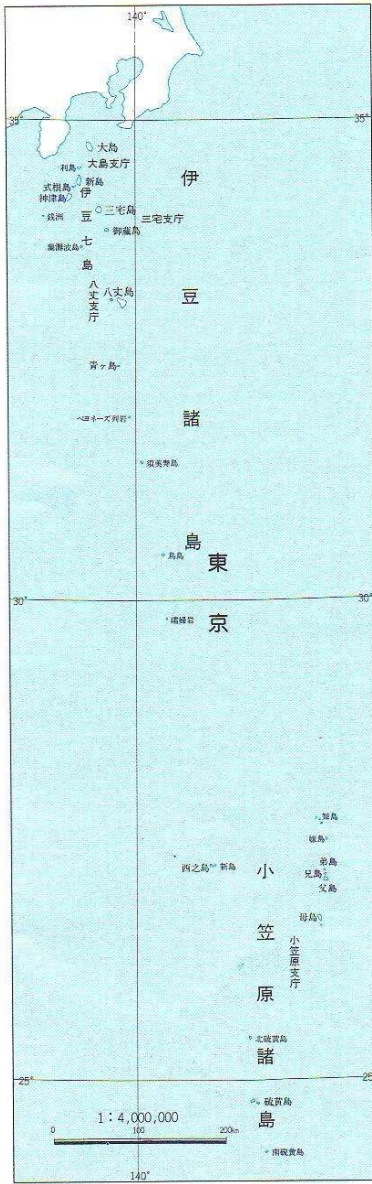 140°
35°
35°
大島
利島
大島支庁
新島
式根島
神津島
伊豆七島
銭洲
三宅島
三宅支庁
御蔵島
藺灘波島
八丈島
八丈支庁
青ヶ島
ベヨネーズ列岩
須美寿島
鳥島
伊豆諸島
東京
30°
30°
孀婦岩
聟島
嫁島
西之島
新島
弟島
兄島
父島
母島
小笠原支庁
小笠原諸島
北硫黄島
25°
25°
硫黄島
1:4,000,000
0 100 200km
南硫黄島
140°